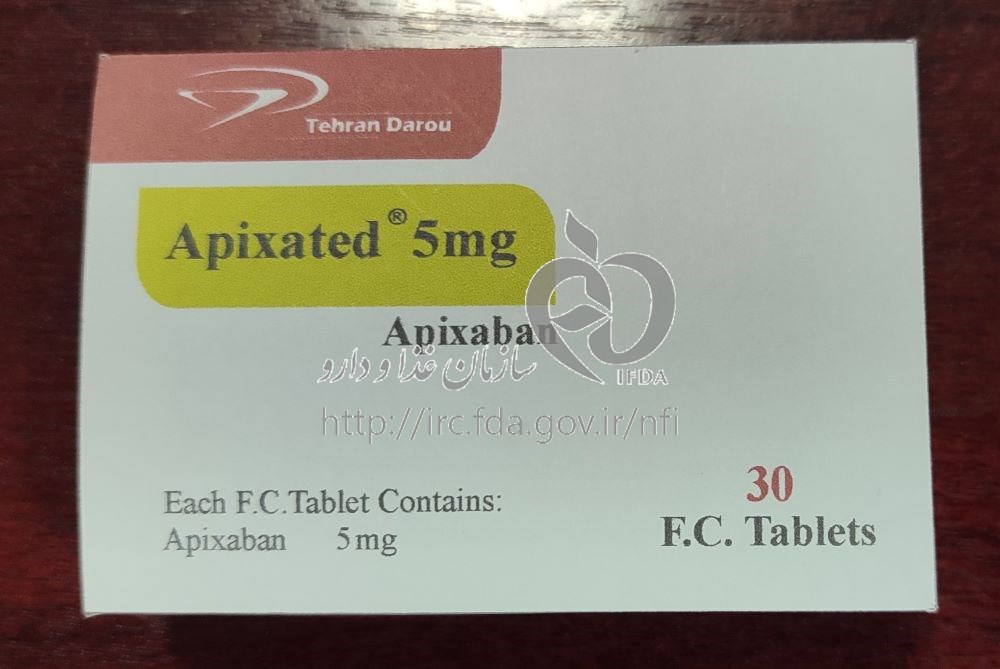 Tehran Darou
Apixated® 5mg
Apixaban
سازمان غذا و دارو
IFDA
http://irc.fda.gov.ir/nfi
Each F.C.Tablet Contains:
Apixaban 5mg
30
F.C. Tablets